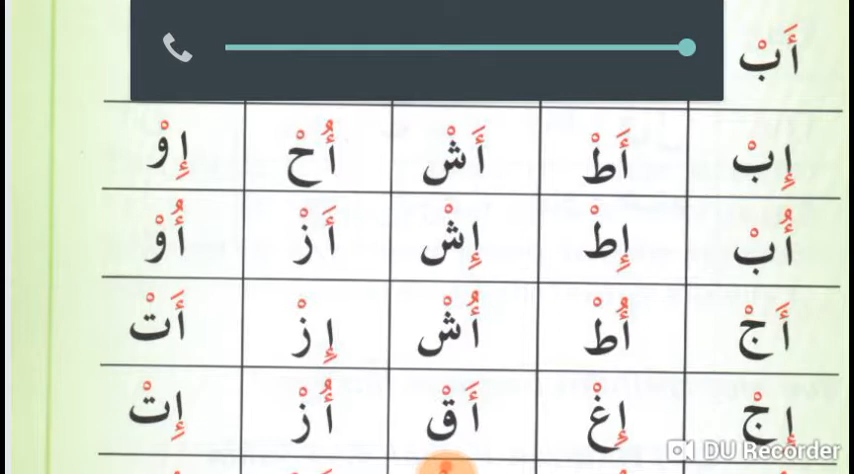 أَبْ
إِبْ أَطْ أَشْ أُحْ إِوْ
أُبْ إِطْ إِشْ أَزْ أُوْ
أَجْ أُطْ أُشْ إِزْ أَتْ
إِجْ إِغْ أَقْ أُزْ إِتْ
DU Recorder